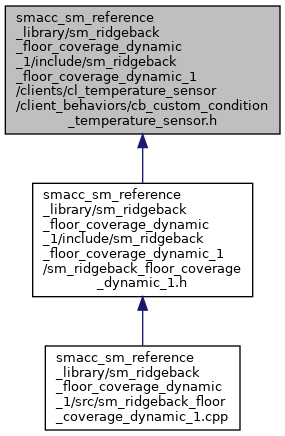 smacc_sm_reference
_library/sm_ridgeback
_floor_coverage_dynamic
_1/include/sm_ridgeback
_floor_coverage_dynamic_1
/clients/cl_temperature_sensor
/client_behaviors/cb_custom_condition
_temperature_sensor.h
smacc_sm_reference
_library/sm_ridgeback
_floor_coverage_dynamic
_1/include/sm_ridgeback
_floor_coverage_dynamic_1
/sm_ridgeback_floor_coverage
_dynamic_1.h
smacc_sm_reference
_library/sm_ridgeback
_floor_coverage_dynamic
_1/src/sm_ridgeback_floor
_coverage_dynamic_1.cpp